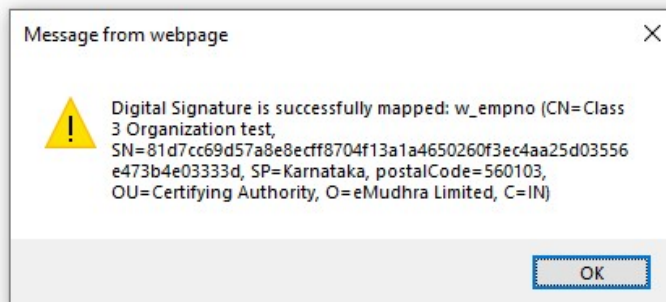 Message from webpage
Digital Signature is successfully mapped: w_empno (CN=Class
3 Organization test,
SN=81d7cc69d57a8e8ecff8704f13a1a4650260f3ec4aa25d03556
e473b4e03333d, SP=Karnataka, postalCode=560103,
OU=Certifying Authority, O=eMudhra Limited, C=IN)
OK